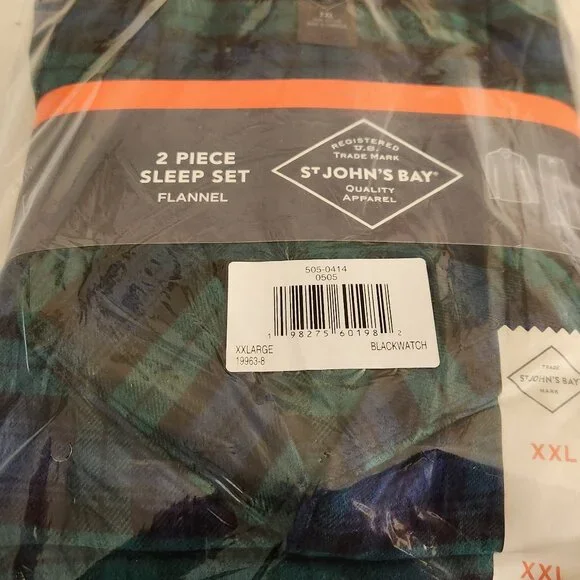 XXL
2 PIECE
SLEEP SET
FLANNEL
REGISTERED
U.S.
TRADE MARK
ST JOHN'S BAY®
QUALITY
APPAREL
505-0414
0505
1 98275 60198 2
XXLARGE
BLACKWATCH
19963-8
TRADE
ST JOHN'S BAY
MARK
XXL
XXL